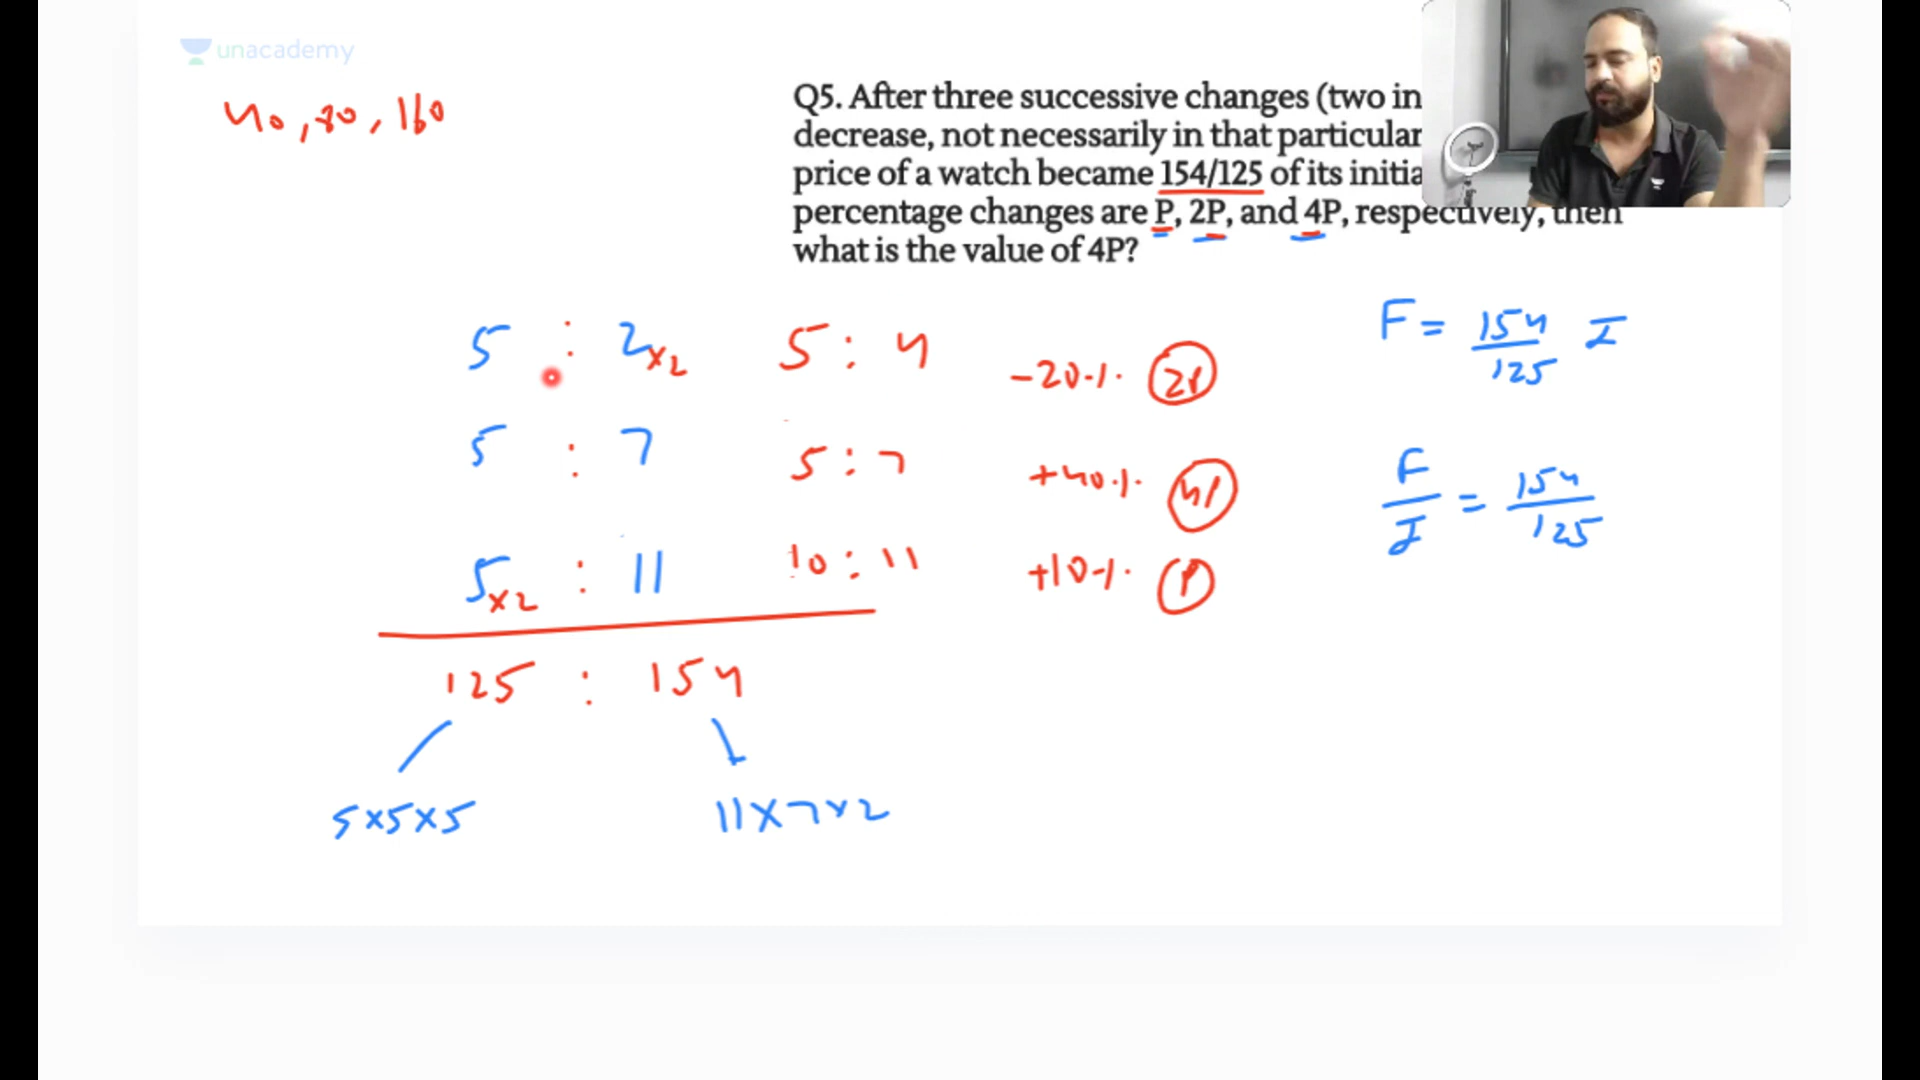 unacademy
40, 80, 160
Q5. After three successive changes (two in
decrease, not necessarily in that particular
price of a watch became 154/125 of its initia
percentage changes are P, 2P, and 4P, respectively, then
what is the value of 4P?
5 : 2×2 5 : 4 -20% 2P
5 : 7 5 : 7 +40% 4P
5×2 : 11 10 : 11 +10% P
125 : 154
5×5×5 11×7×2
F = 154/125 I
F/I = 154/125